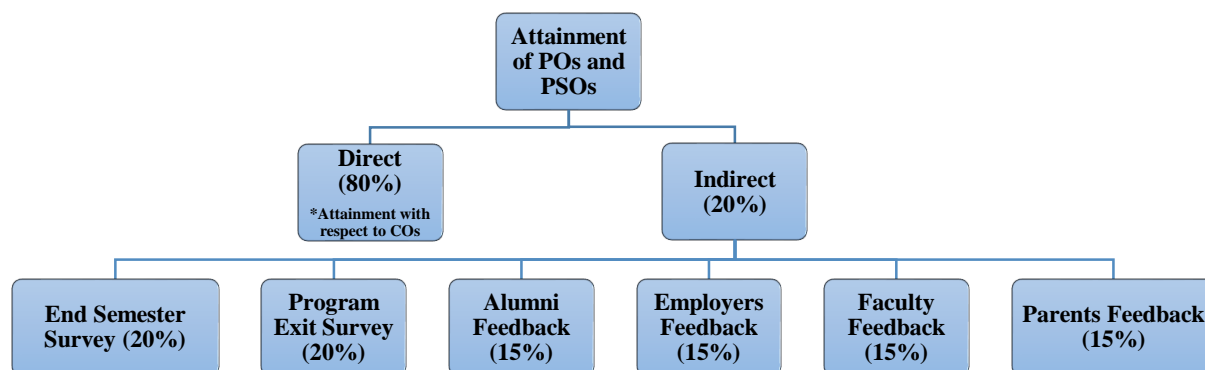 Attainment
of POs and
PSOs
Direct
(80%)
*Attainment with
respect to COs
Indirect
(20%)
End Semester
Survey (20%)
Program
Exit Survey
(20%)
Alumni
Feedback
(15%)
Employers
Feedback
(15%)
Faculty
Feedback
(15%)
Parents Feedback
(15%)